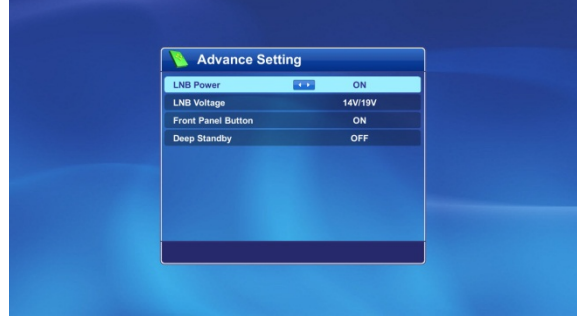 Advance Setting
LNB Power ON
LNB Voltage 14V/19V
Front Panel Button ON
Deep Standby OFF